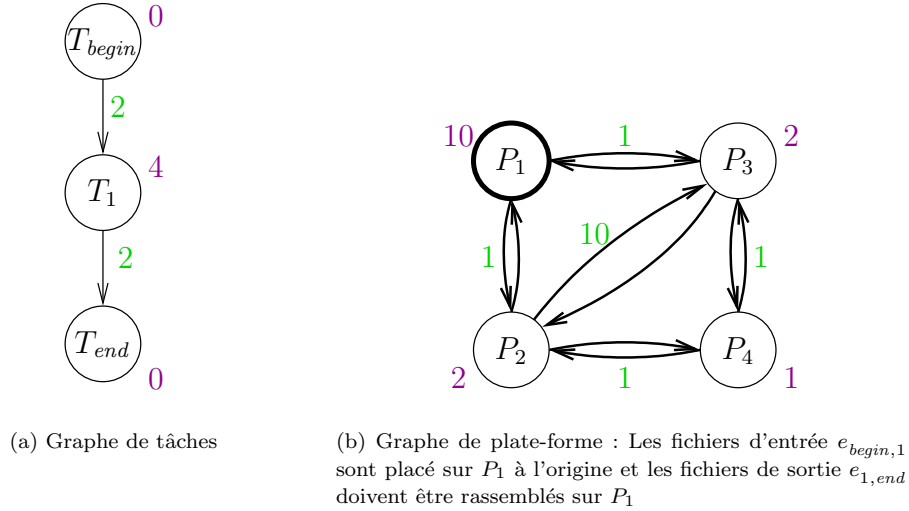 0
T_begin
2
4
T_1
2
T_end
0
10
P_1
1
P_3
2
1
10
1
P_2
2
1
P_4
1
(a) Graphe de tâches
(b) Graphe de plate-forme : Les fichiers d'entrée e_begin,1
sont placé sur P_1 à l'origine et les fichiers de sortie e_1,end
doivent être rassemblés sur P_1